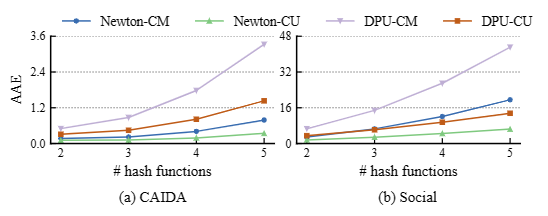 Newton-CM Newton-CU DPU-CM DPU-CU
AAE
3.6
2.4
1.2
0.0
2 3 4 5
# hash functions
(a) CAIDA
48
32
16
0
2 3 4 5
# hash functions
(b) Social